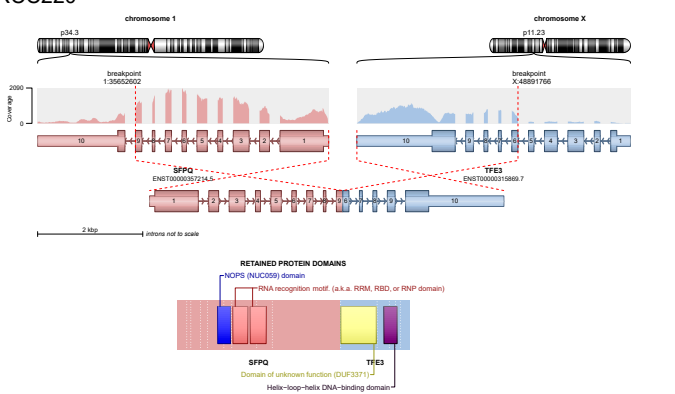 chromosome 1
chromosome X
p34.3
p11.23
breakpoint
1:35652602
breakpoint
X:48891766
Coverage
2090
0
10 9 7 6 5 4 3 2 1
10 9 8 7 6 5 4 3 2 1
SFPQ
ENST00000357214.5
TFE3
ENST00000315869.7
1 2 3 4 5 6 7 8 9 6 7 8 9 10
2 kbp
introns not to scale
RETAINED PROTEIN DOMAINS
NOPS (NUC059) domain
RNA recognition motif. (a.k.a. RRM, RBD, or RNP domain)
SFPQ
TFE3
Domain of unknown function (DUF3371)
Helix−loop−helix DNA−binding domain